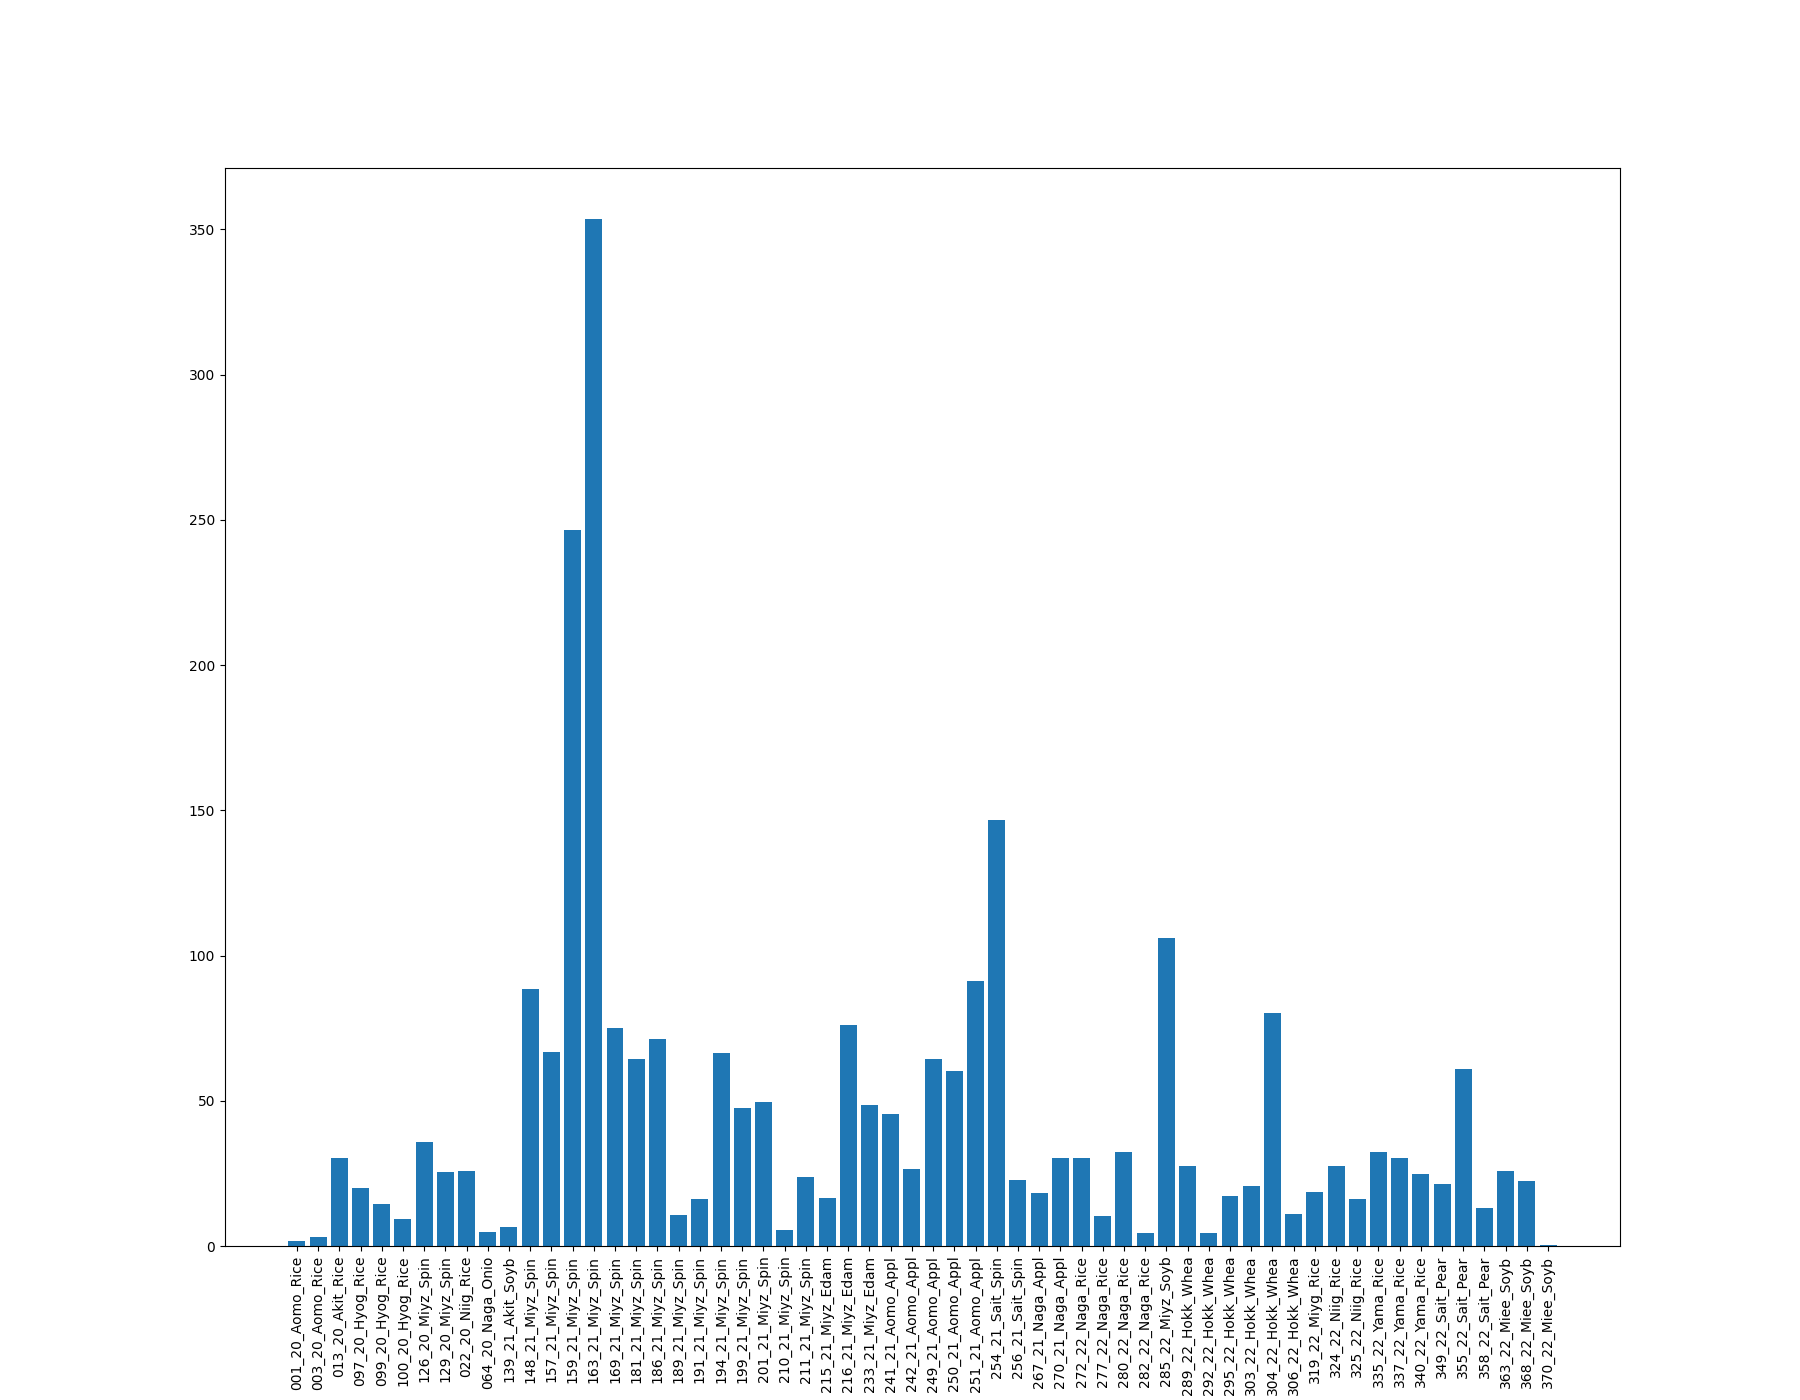 350
300
250
200
150
100
50
0
001_20_Aomo_Rice
003_20_Aomo_Rice
013_20_Akit_Rice
097_20_Hyog_Rice
099_20_Hyog_Rice
100_20_Hyog_Rice
126_20_Miyz_Spin
129_20_Miyz_Spin
022_20_Niig_Rice
064_20_Naga_Onio
139_21_Akit_Soyb
148_21_Miyz_Spin
157_21_Miyz_Spin
159_21_Miyz_Spin
163_21_Miyz_Spin
169_21_Miyz_Spin
181_21_Miyz_Spin
186_21_Miyz_Spin
189_21_Miyz_Spin
191_21_Miyz_Spin
194_21_Miyz_Spin
199_21_Miyz_Spin
201_21_Miyz_Spin
210_21_Miyz_Spin
211_21_Miyz_Spin
215_21_Miyz_Edam
216_21_Miyz_Edam
233_21_Miyz_Edam
241_21_Aomo_Appl
242_21_Aomo_Appl
249_21_Aomo_Appl
250_21_Aomo_Appl
251_21_Aomo_Appl
254_21_Sait_Spin
256_21_Sait_Spin
267_21_Naga_Appl
270_21_Naga_Appl
272_22_Naga_Rice
277_22_Naga_Rice
280_22_Naga_Rice
282_22_Naga_Rice
285_22_Miyz_Soyb
289_22_Hokk_Whea
292_22_Hokk_Whea
295_22_Hokk_Whea
303_22_Hokk_Whea
304_22_Hokk_Whea
306_22_Hokk_Whea
319_22_Miyg_Rice
324_22_Niig_Rice
325_22_Niig_Rice
335_22_Yama_Rice
337_22_Yama_Rice
340_22_Yama_Rice
349_22_Sait_Pear
355_22_Sait_Pear
358_22_Sait_Pear
363_22_Miee_Soyb
368_22_Miee_Soyb
370_22_Miee_Soyb